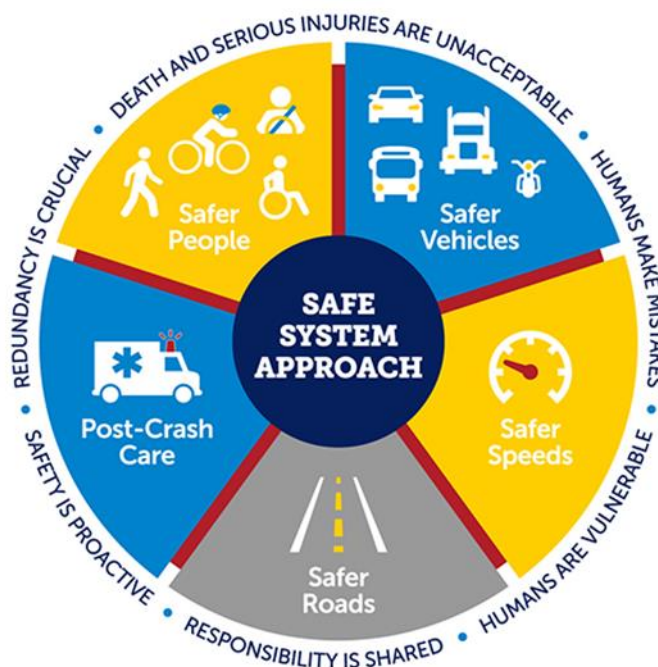 DEATH AND SERIOUS INJURIES ARE UNACCEPTABLE
HUMANS MAKE MISTAKES
HUMANS ARE VULNERABLE
RESPONSIBILITY IS SHARED
SAFETY IS PROACTIVE
REDUNDANCY IS CRUCIAL
Safer
People
Safer
Vehicles
SAFE
SYSTEM
APPROACH
Post-Crash
Care
Safer
Speeds
Safer
Roads